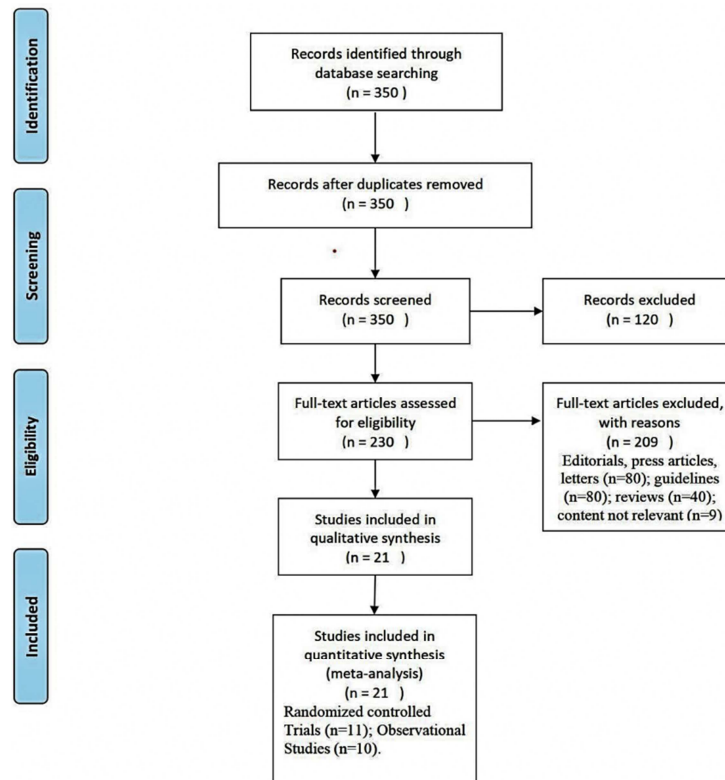 Identification
Records identified through
database searching
(n = 350 )
Records after duplicates removed
(n = 350 )
Screening
Records screened
(n = 350 )
Records excluded
(n = 120 )
Eligibility
Full-text articles assessed
for eligibility
(n = 230 )
Full-text articles excluded,
with reasons
(n = 209 )
Editorials, press articles,
letters (n=80); guidelines
(n=80); reviews (n=40);
content not relevant (n=9)
Studies included in
qualitative synthesis
(n = 21 )
Included
Studies included in
quantitative synthesis
(meta-analysis)
(n = 21 )
Randomized controlled
Trials (n=11); Observational
Studies (n=10).